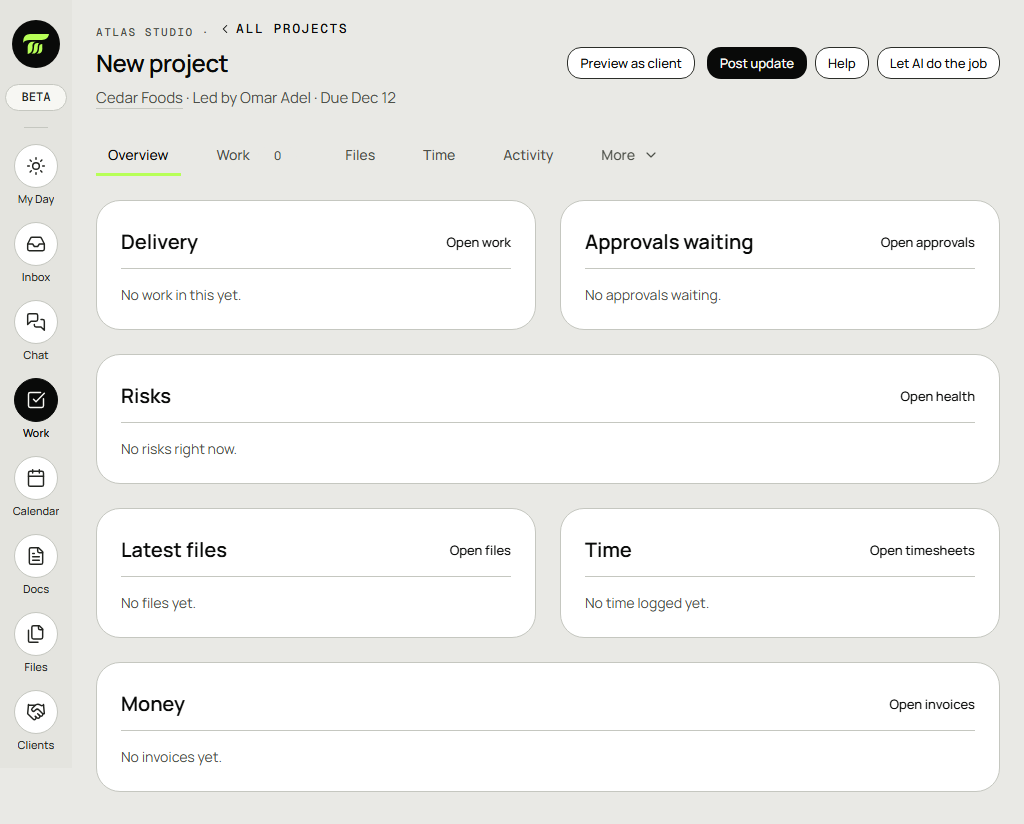 ATLAS STUDIO · ALL PROJECTS
New project
Cedar Foods · Led by Omar Adel · Due Dec 12
Preview as client
Post update
Help
Let AI do the job
BETA
My Day
Inbox
Chat
Work
Calendar
Docs
Files
Clients
Overview
Work 0
Files
Time
Activity
More
Delivery
Open work
No work in this yet.
Approvals waiting
Open approvals
No approvals waiting.
Risks
Open health
No risks right now.
Latest files
Open files
No files yet.
Time
Open timesheets
No time logged yet.
Money
Open invoices
No invoices yet.